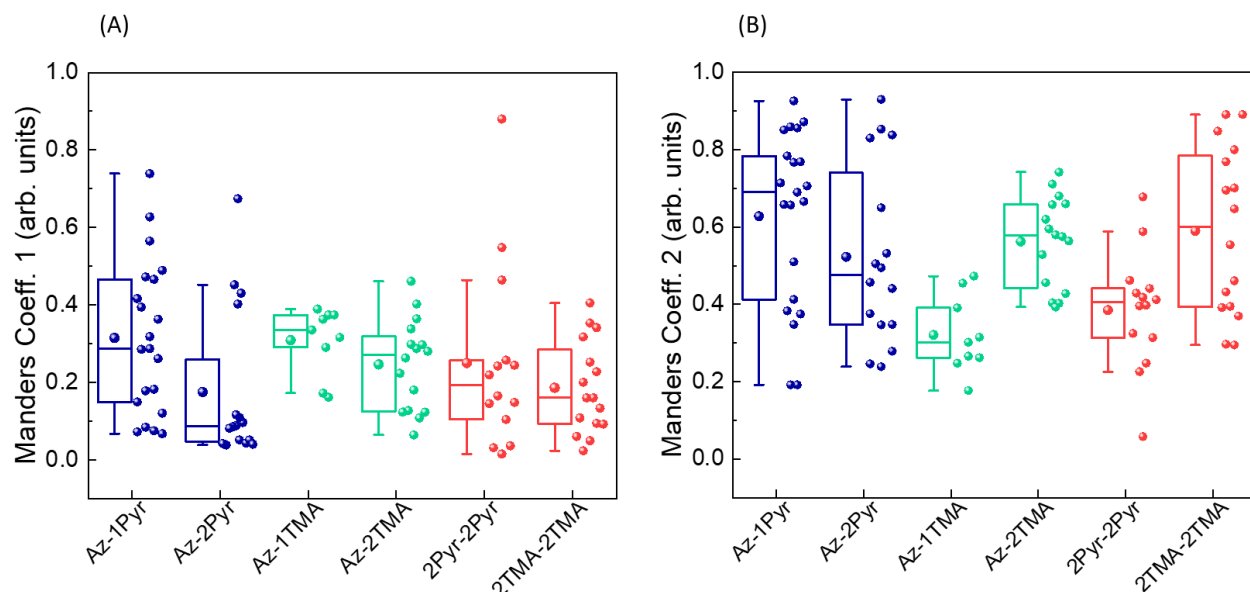 (A)
Manders Coeff. 1 (arb. units)
1.0
0.8
0.6
0.4
0.2
0.0
Az-1Pyr
Az-2Pyr
Az-1TMA
Az-2TMA
2Pyr-2Pyr
2TMA-2TMA
(B)
Manders Coeff. 2 (arb. units)
1.0
0.8
0.6
0.4
0.2
0.0
Az-1Pyr
Az-2Pyr
Az-1TMA
Az-2TMA
2Pyr-2Pyr
2TMA-2TMA